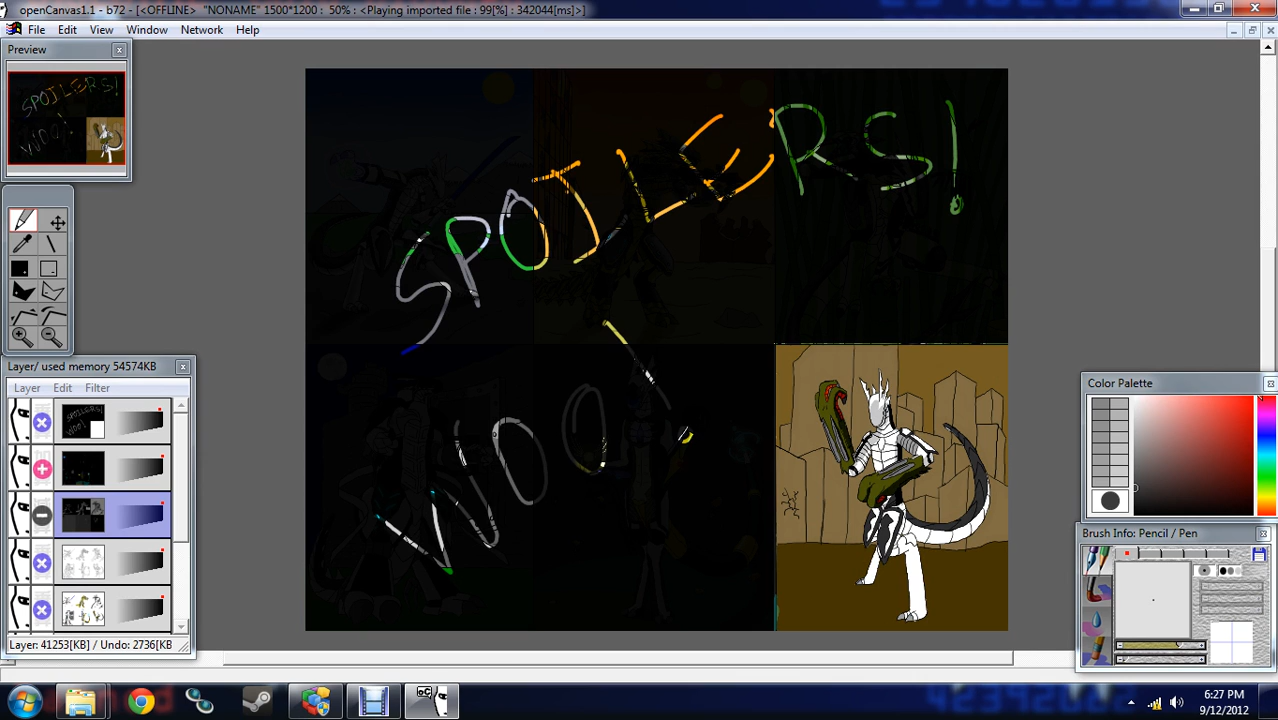 openCanvas1.1 - b72 - [<OFFLINE> "NONAME" 1500*1200 : 50% : <Playing imported file : 99[%] : 342044[ms]>]
File Edit View Window Network Help
Preview
SPOILERS!
WOO!
Layer/ used memory 54574KB
Layer Edit Filter
Layer: 41253[KB] / Undo: 2736[KB
Color Palette
Brush Info: Pencil / Pen
oC
6:27 PM
9/12/2012